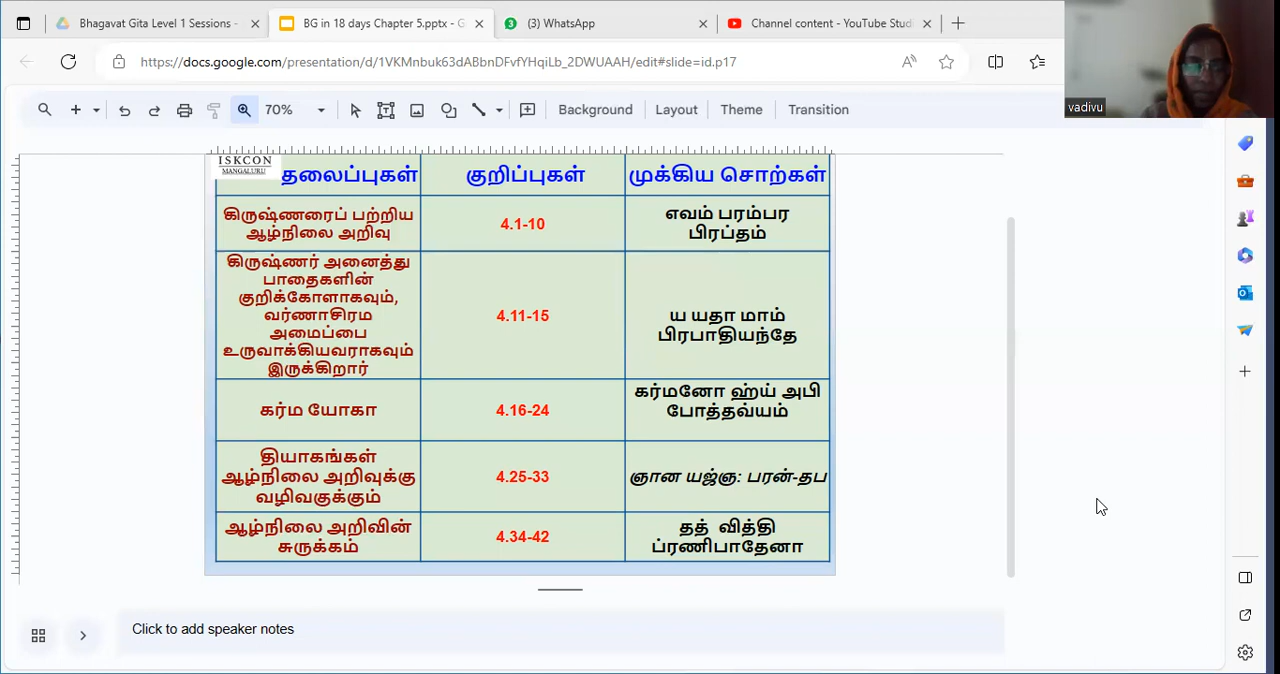 Bhagavat Gita Level 1 Sessions -
BG in 18 days Chapter 5.pptx - G
(3) WhatsApp
Channel content - YouTube Stud
https://docs.google.com/presentation/d/1VKMnbuk63dABbnDFvfYHqiLb_2DWUAAH/edit#slide=id.p17
vadivu
70%
Background
Layout
Theme
Transition
ISKCON
MANGALURU
தலைப்புகள்
குறிப்புகள்
முக்கிய சொற்கள்
கிருஷ்ணரைப் பற்றிய
ஆழ்நிலை அறிவு
4.1-10
எவம் பரம்பர
பிரப்தம்
கிருஷ்ணர் அனைத்து
பாதைகளின்
குறிக்கோளாகவும்,
வர்ணாசிரம
அமைப்பை
உருவாக்கியவராகவும்
இருக்கிறார்
4.11-15
ய யதா மாம்
பிரபாதியந்தே
கர்ம யோகா
4.16-24
கர்மனோ ஹ்ய் அபி
போத்தவ்யம்
தியாகங்கள்
ஆழ்நிலை அறிவுக்கு
வழிவகுக்கும்
4.25-33
ஞான யஜ்ஞ: பரன்-தப
ஆழ்நிலை அறிவின்
சுருக்கம்
4.34-42
தத் வித்தி
ப்ரணிபாதேனா
Click to add speaker notes